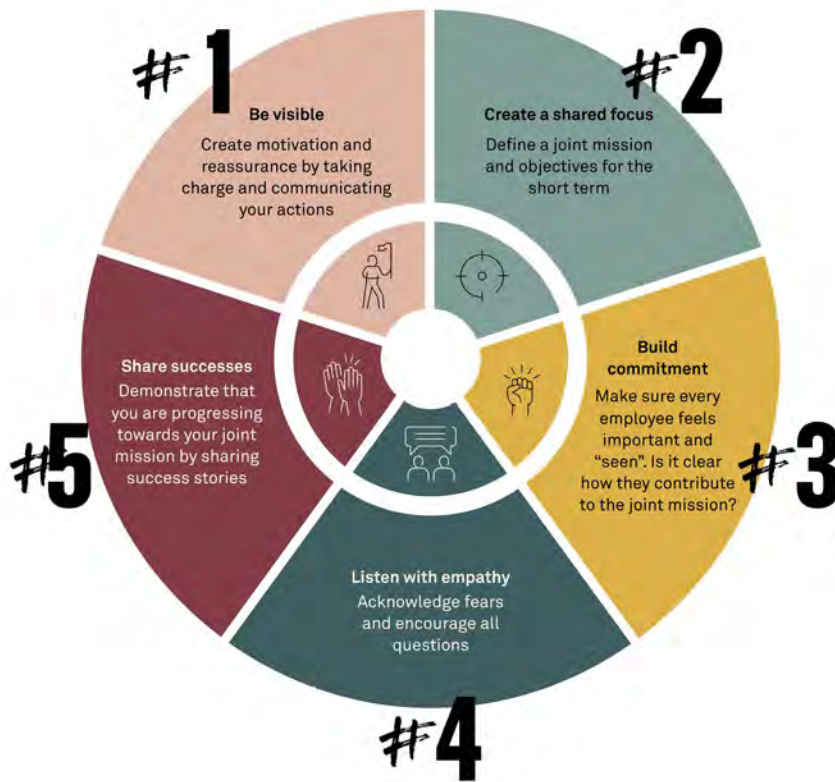 #1
Be visible
Create motivation and
reassurance by taking
charge and communicating
your actions
#2
Create a shared focus
Define a joint mission
and objectives for the
short term
#3
Build
commitment
Make sure every
employee feels
important and
“seen”. Is it clear
how they contribute
to the joint mission?
#4
Listen with empathy
Acknowledge fears
and encourage all
questions
#5
Share successes
Demonstrate that
you are progressing
towards your joint
mission by sharing
success stories